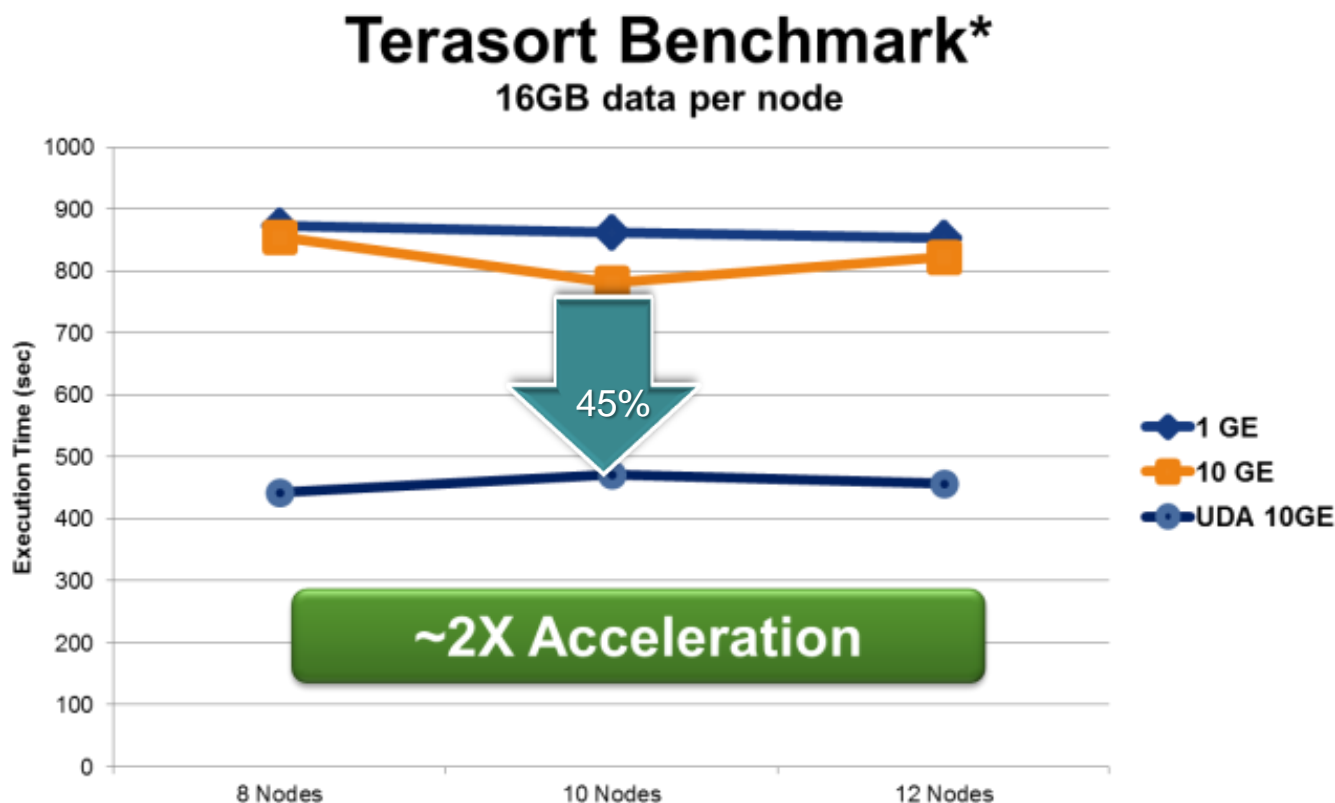 Terasort Benchmark*
16GB data per node
Execution Time (sec)
1000
900
800
700
600
500
400
300
200
100
0
45%
~2X Acceleration
8 Nodes
10 Nodes
12 Nodes
1 GE
10 GE
UDA 10GE